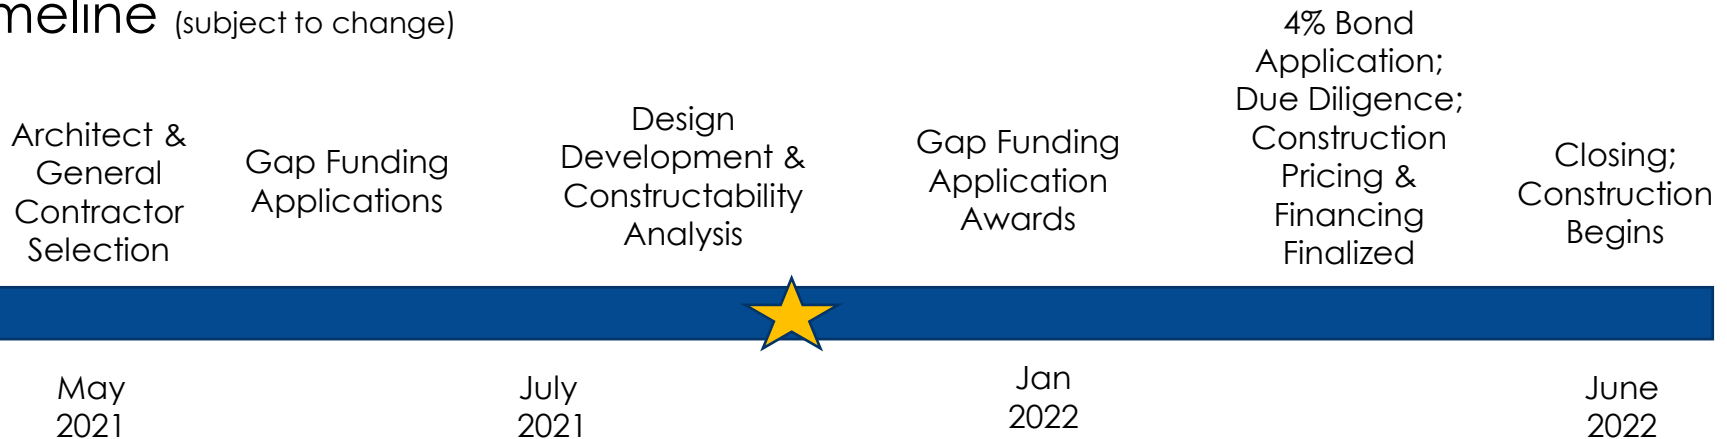 meline (subject to change)
Architect &
General
Contractor
Selection
Gap Funding
Applications
Design
Development &
Constructability
Analysis
Gap Funding
Application
Awards
4% Bond
Application;
Due Diligence;
Construction
Pricing &
Financing
Finalized
Closing;
Construction
Begins
May
2021
July
2021
Jan
2022
June
2022